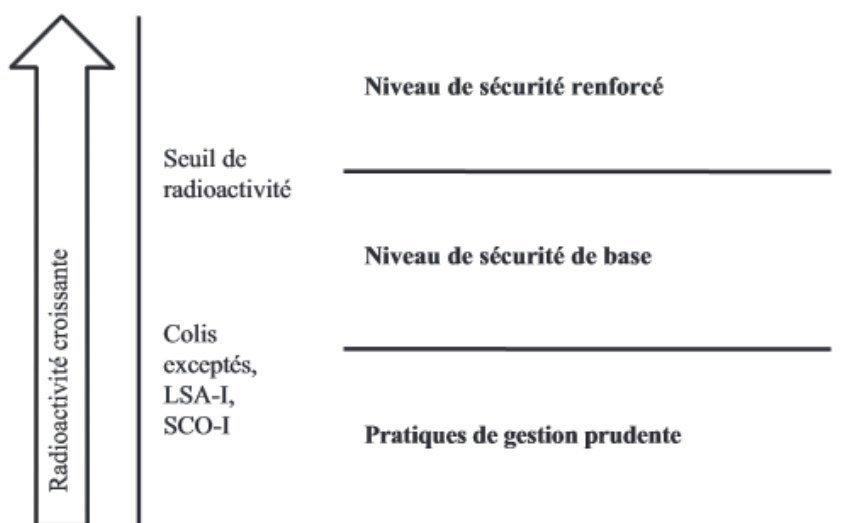 Niveau de sécurité renforcé
Seuil de
radioactivité
Niveau de sécurité de base
Radioactivité croissante
Colis
exceptés,
LSA-I,
SCO-I
Pratiques de gestion prudente